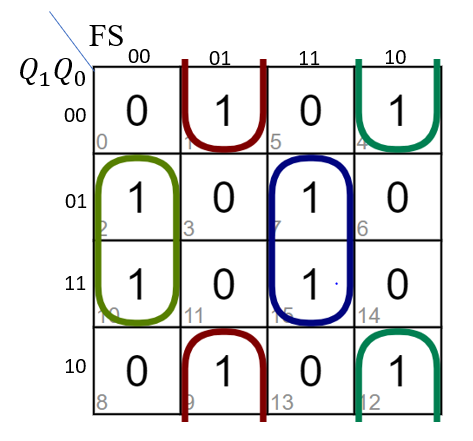 FS
00 01 11 10
Q₁Q₀
00 0 1 0 1
0 1 5 4
01 1 0 1 0
2 3 7 6
11 1 0 1 0
10 11 15 14
10 0 1 0 1
8 9 13 12